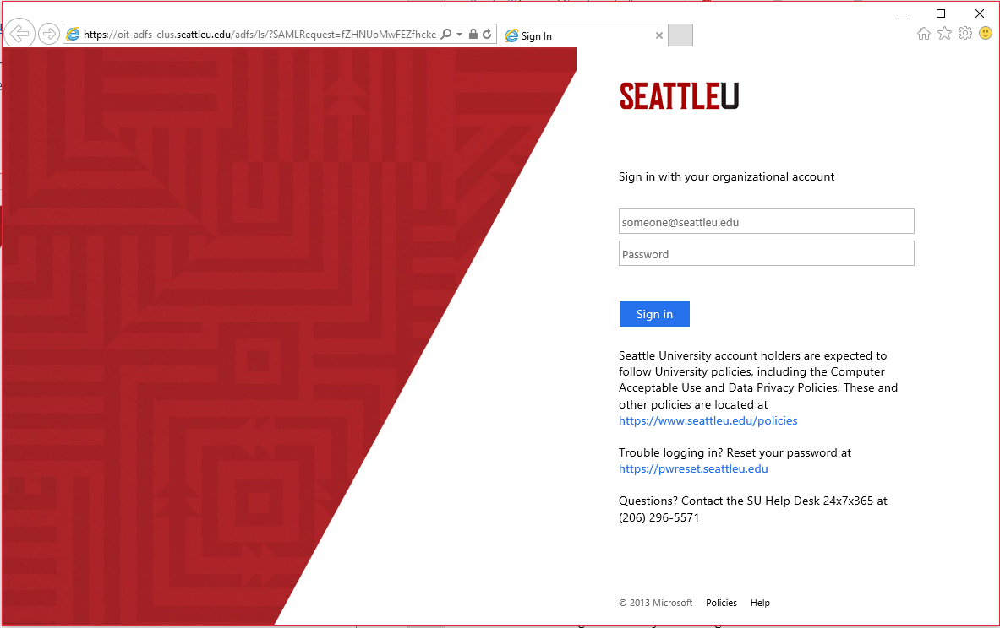 https://oit-adfs-clus.seattleu.edu/adfs/ls/?SAMLRequest=fZHNUoMwFEZfhcke
Sign In
SEATTLEU
Sign in with your organizational account
someone@seattleu.edu
Password
Sign in
Seattle University account holders are expected to
follow University policies, including the Computer
Acceptable Use and Data Privacy Policies. These and
other policies are located at
https://www.seattleu.edu/policies
Trouble logging in? Reset your password at
https://pwreset.seattleu.edu
Questions? Contact the SU Help Desk 24x7x365 at
(206) 296-5571
© 2013 Microsoft Policies Help